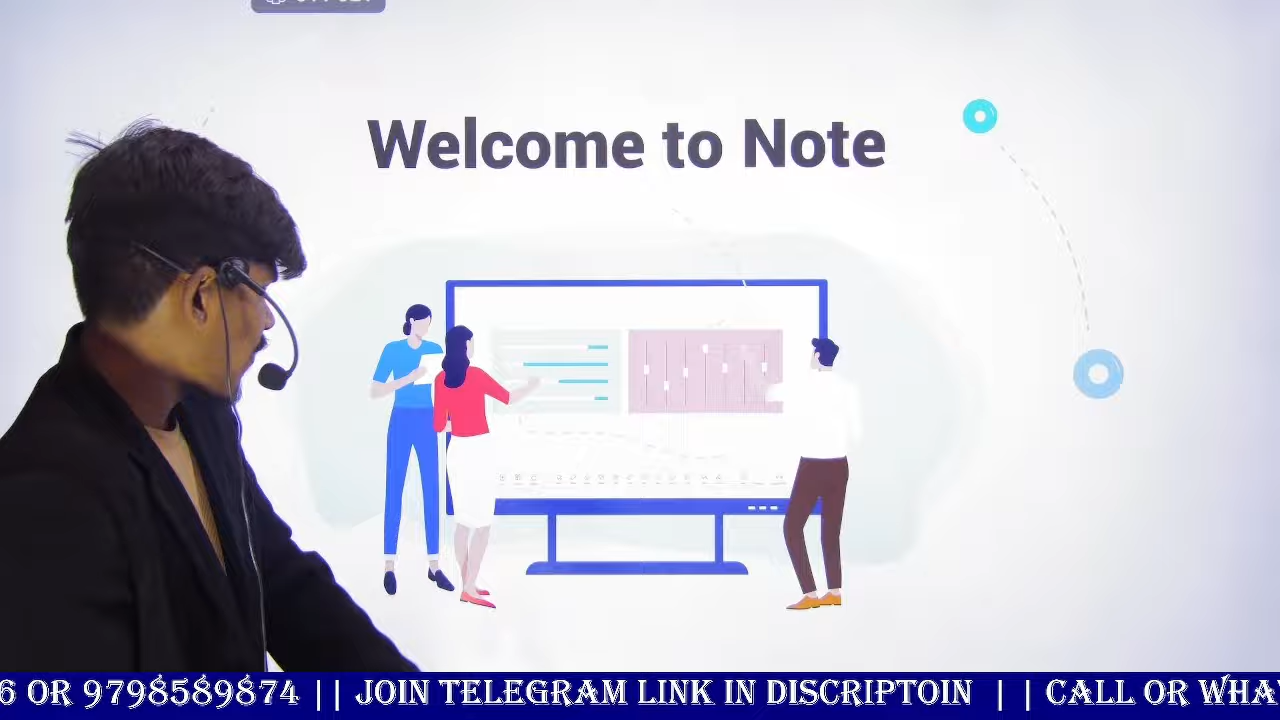 Welcome to Note
6 OR 9798589874 || JOIN TELEGRAM LINK IN DISCRIPTOIN || CALL OR WHA